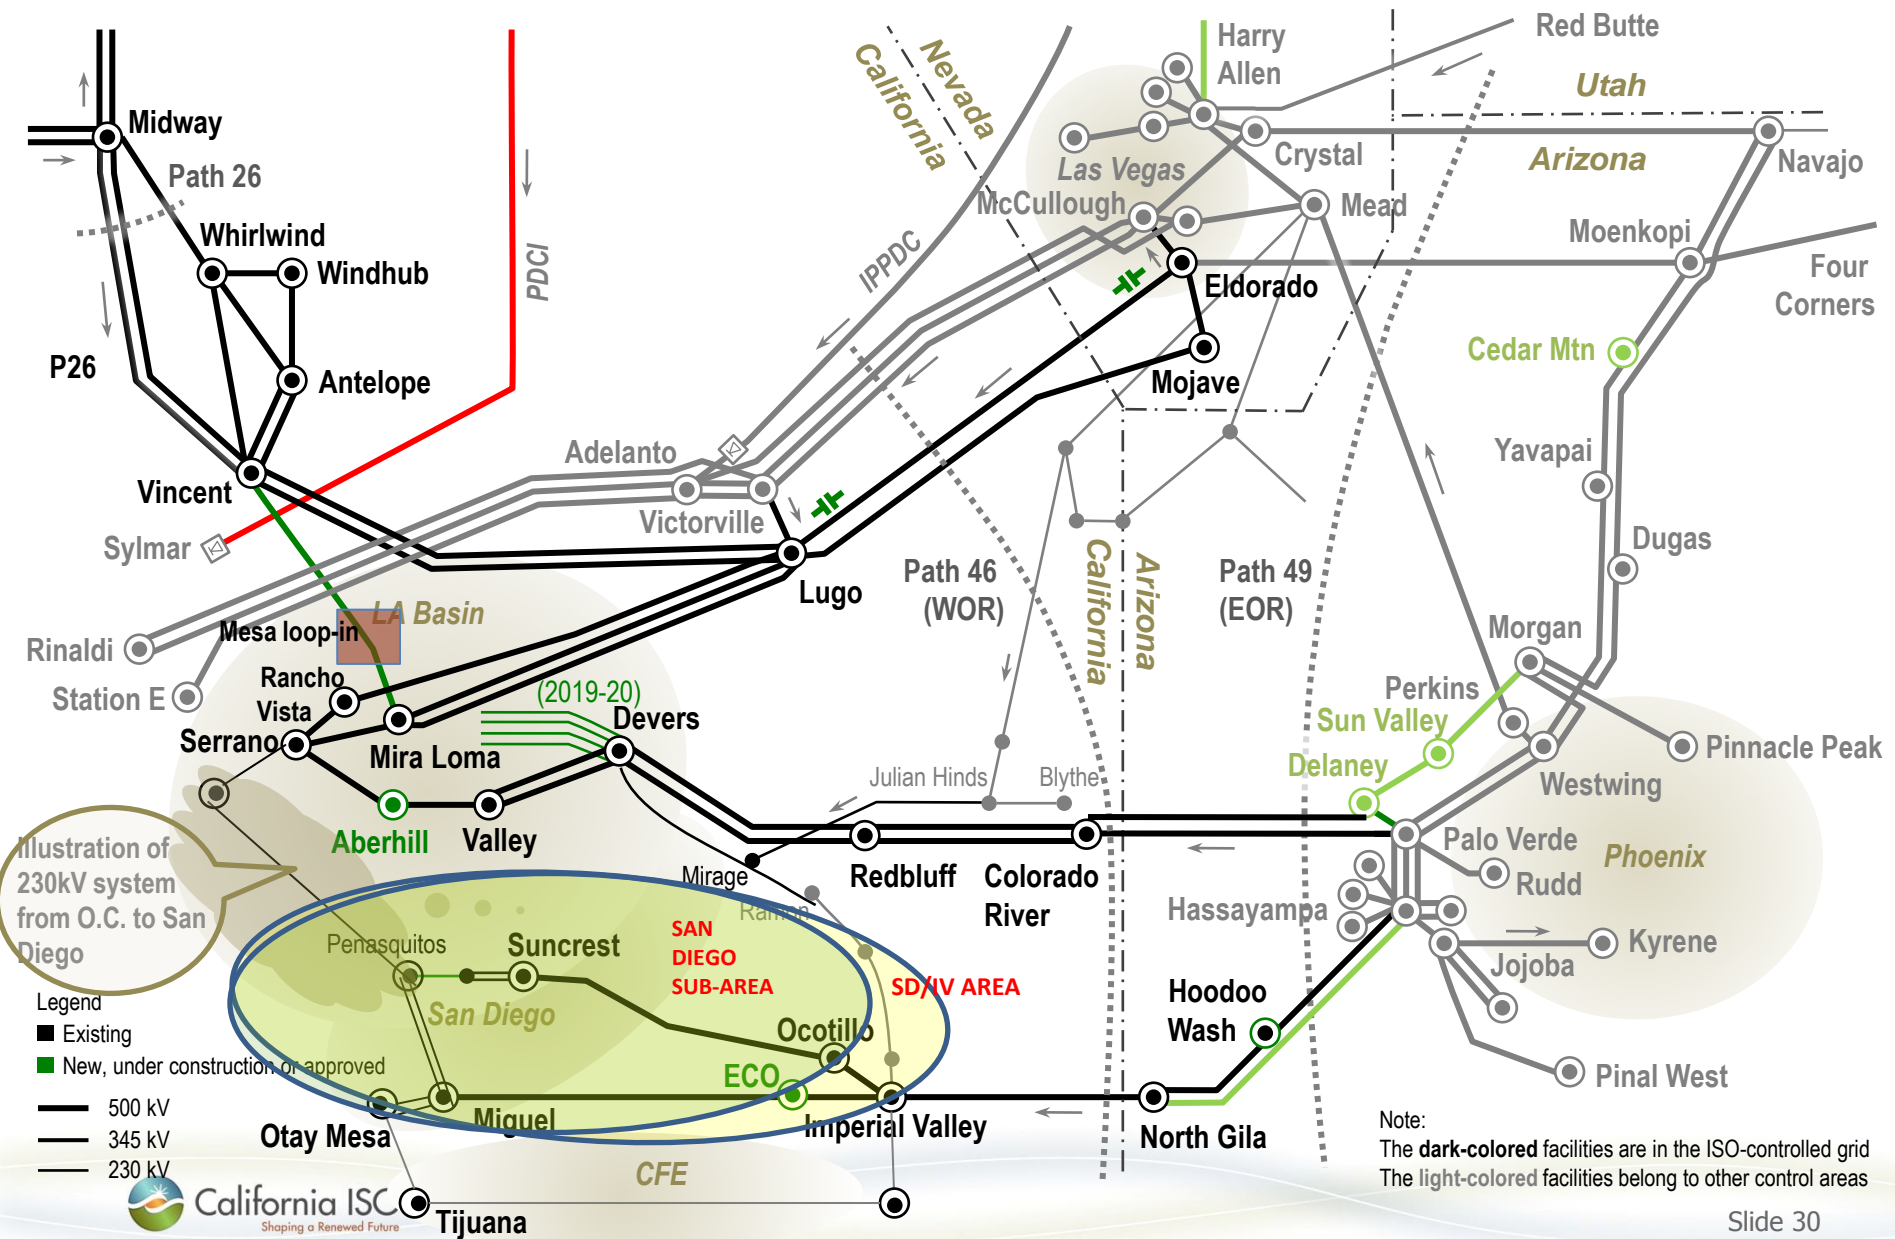 Harry
Allen
Red Butte
Nevada
California
Utah
Midway
Crystal
Arizona
Navajo
Path 26
Las Vegas
McCullough
Mead
Whirlwind
Windhub
PDCI
IPPDC
Moenkopi
Four
Corners
Eldorado
P26
Antelope
Mojave
Cedar Mtn
Adelanto
Yavapai
Vincent
Victorville
Sylmar
Dugas
Lugo
Path 46
(WOR)
California
Arizona
Path 49
(EOR)
LA Basin
Mesa loop-in
Rinaldi
Morgan
Station E
Rancho
Vista
(2019-20)
Devers
Perkins
Sun Valley
Serrano
Mira Loma
Pinnacle Peak
Delaney
Julian Hinds
Blythe
Westwing
Aberhill
Valley
Palo Verde
Phoenix
Illustration of
230kV system
from O.C. to San
Diego
Mirage
Redbluff
Colorado
River
Rudd
Ramon
Hassayampa
Penasquitos
Suncrest
SAN
DIEGO
SUB-AREA
SD/IV AREA
Kyrene
Jojoba
San Diego
Hoodoo
Wash
Ocotillo
Legend
Existing
New, under construction or approved
ECO
Pinal West
500 kV
345 kV
230 kV
Otay Mesa
Miguel
Imperial Valley
North Gila
CFE
Tijuana
Note:
The dark-colored facilities are in the ISO-controlled grid
The light-colored facilities belong to other control areas
California ISO
Shaping a Renewed Future
Slide 30